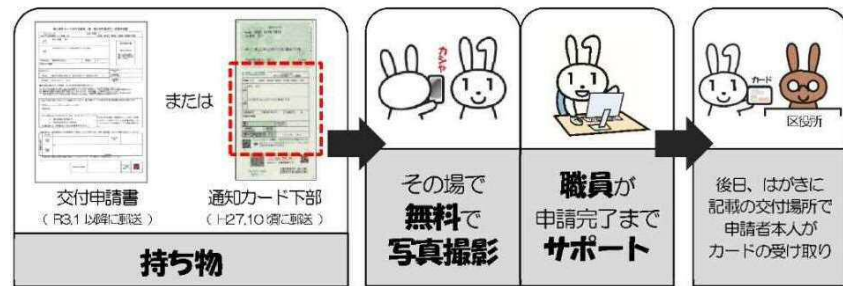 または
交付申請書
( R3.1 以降に郵送 )
通知カード下部
( H27.10 頃に郵送 )
持ち物
カシャ
その場で
無料で
写真撮影
職員が
申請完了まで
サポート
カード
区役所
後日、はがきに
記載の交付場所で
申請者本人が
カードの受け取り